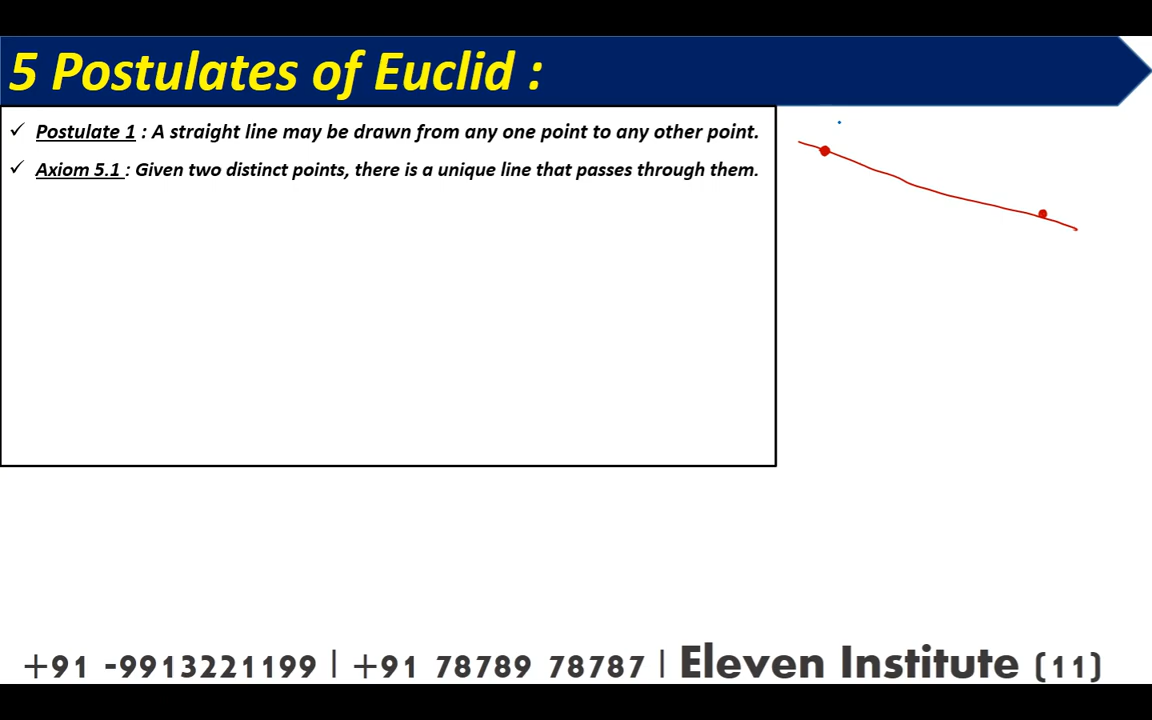 5 Postulates of Euclid :
✓ Postulate 1 : A straight line may be drawn from any one point to any other point.
✓ Axiom 5.1 : Given two distinct points, there is a unique line that passes through them.
+91 -9913221199 | +91 78789 78787 | Eleven Institute (11)